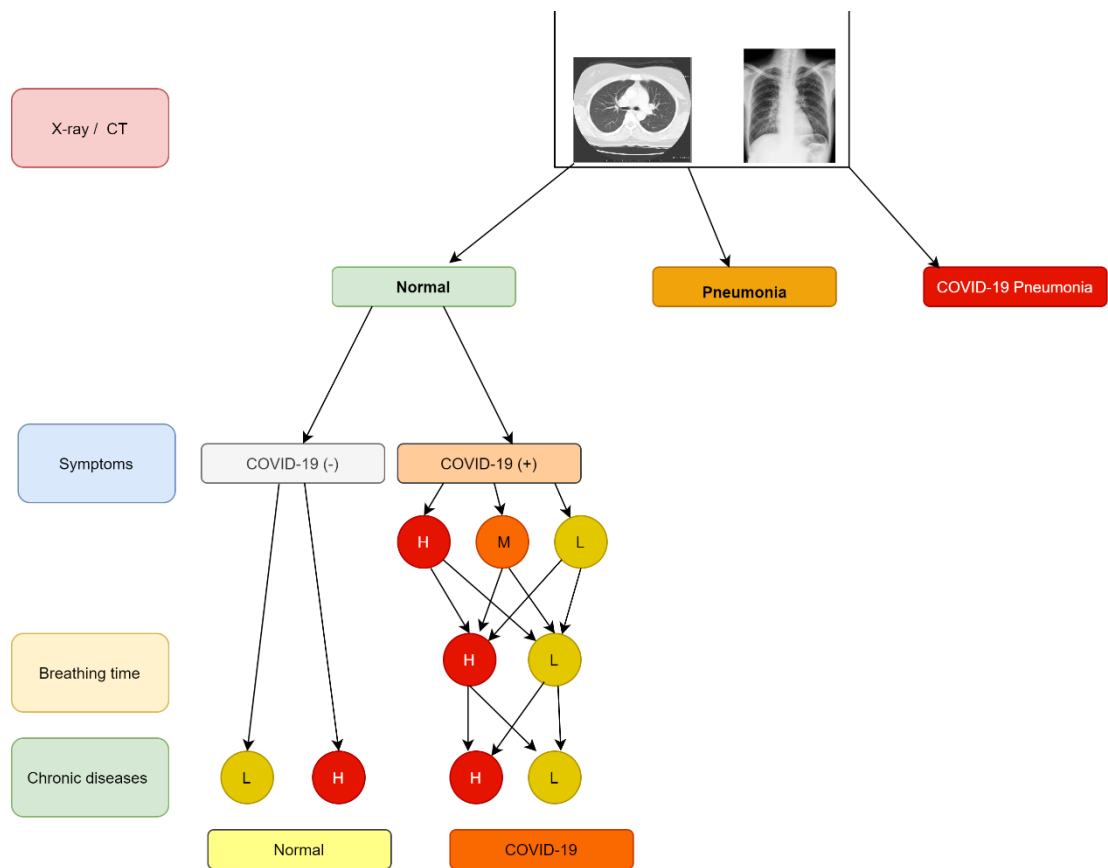 X-ray / CT
Normal
Pneumonia
COVID-19 Pneumonia
Symptoms
COVID-19 (-)
COVID-19 (+)
H
M
L
Breathing time
H
L
Chronic diseases
L
H
H
L
Normal
COVID-19